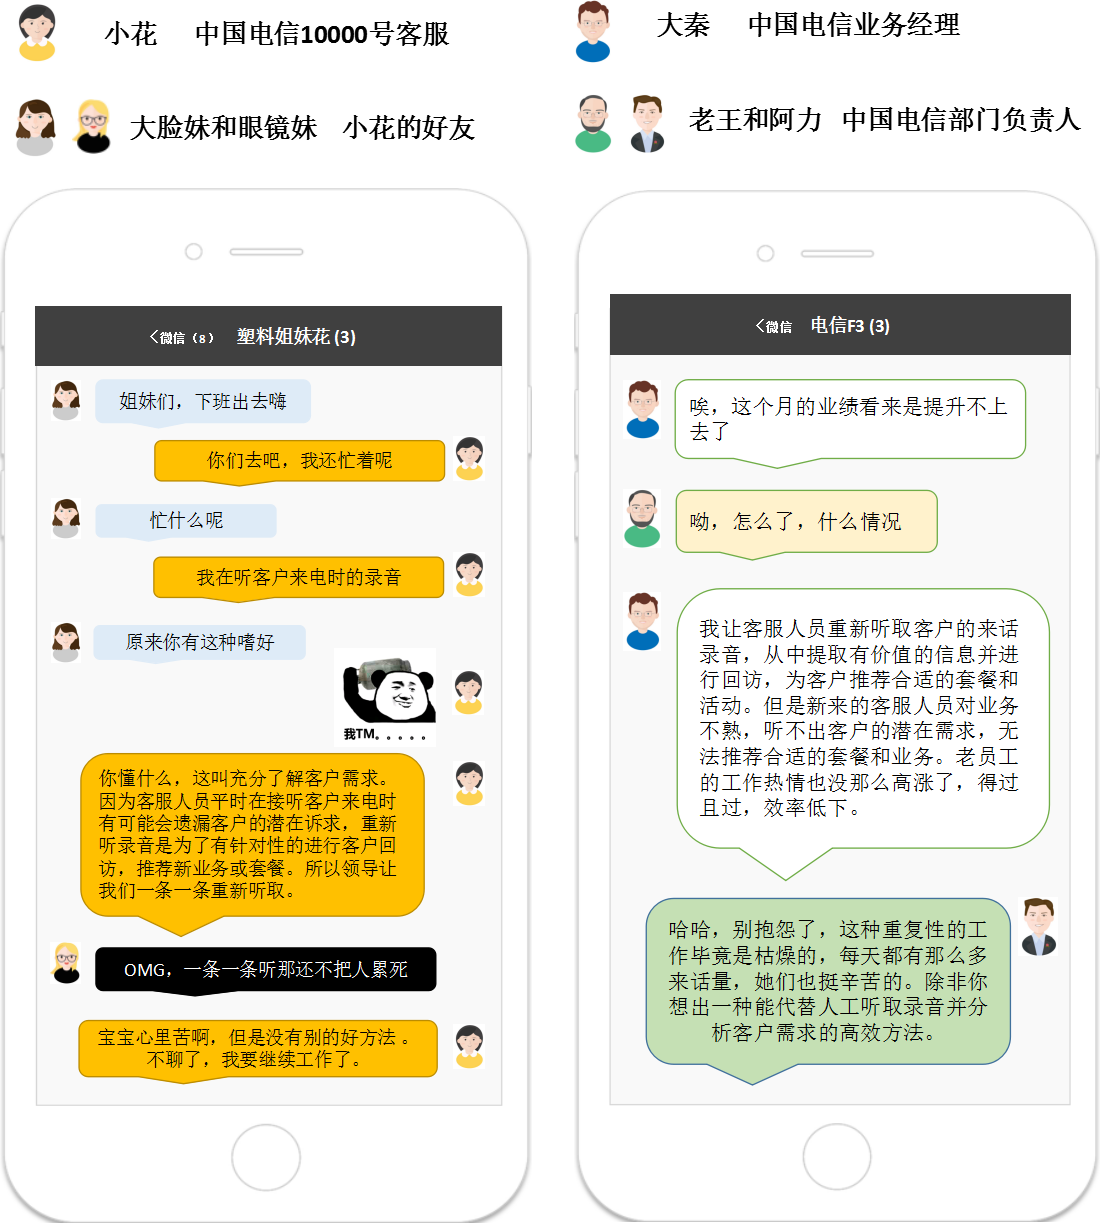 小花 中国电信10000号客服
大脸妹和眼镜妹 小花的好友
大秦 中国电信业务经理
老王和阿力 中国电信部门负责人
<微信（8） 塑料姐妹花 (3)
姐妹们，下班出去嗨
你们去吧，我还忙着呢
忙什么呢
我在听客户来电时的录音
原来你有这种嗜好
我TM。。。。。
你懂什么，这叫充分了解客户需求。
因为客服人员平时在接听客户来电时
有可能会遗漏客户的潜在诉求，重新
听录音是为了有针对性的进行客户回
访，推荐新业务或套餐。所以领导让
我们一条一条重新听取。
OMG，一条一条听那还不把人累死
宝宝心里苦啊，但是没有别的好方法 。
不聊了，我要继续工作了。
<微信 电信F3 (3)
唉，这个月的业绩看来是提升不上
去了
呦，怎么了，什么情况
我让客服人员重新听取客户的来话
录音，从中提取有价值的信息并进
行回访，为客户推荐合适的套餐和
活动。但是新来的客服人员对业务
不熟，听不出客户的潜在需求，无
法推荐合适的套餐和业务。老员工
的工作热情也没那么高涨了，得过
且过，效率低下。
哈哈，别抱怨了，这种重复性的工
作毕竟是枯燥的，每天都有那么多
来话量，她们也挺辛苦的。除非你
想出一种能代替人工听取录音并分
析客户需求的高效方法。